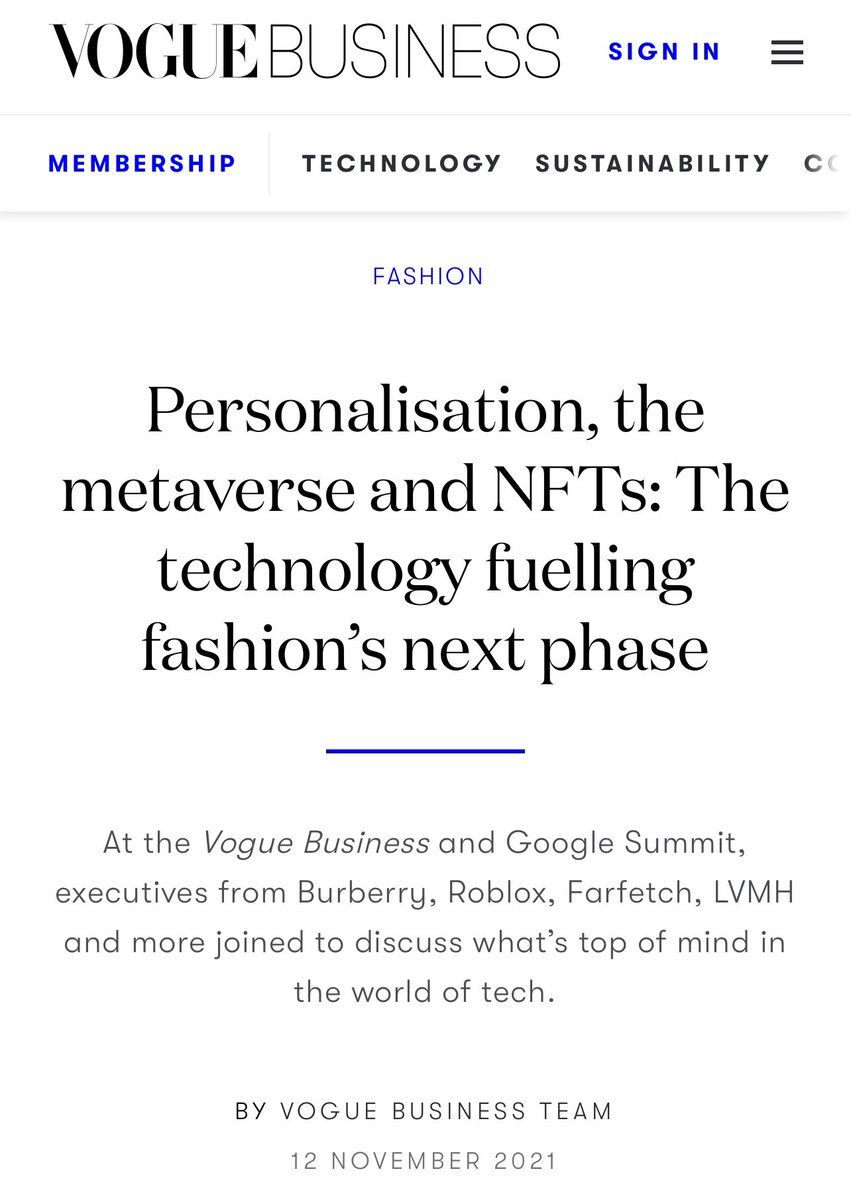 VOGUE BUSINESS SIGN IN
MEMBERSHIP TECHNOLOGY SUSTAINABILITY
FASHION
Personalisation, the
metaverse and NFTs: The
technology fuelling
fashion’s next phase
At the Vogue Business and Google Summit,
executives from Burberry, Roblox, Farfetch, LVMH
and more joined to discuss what’s top of mind in
the world of tech.
BY VOGUE BUSINESS TEAM
12 NOVEMBER 2021